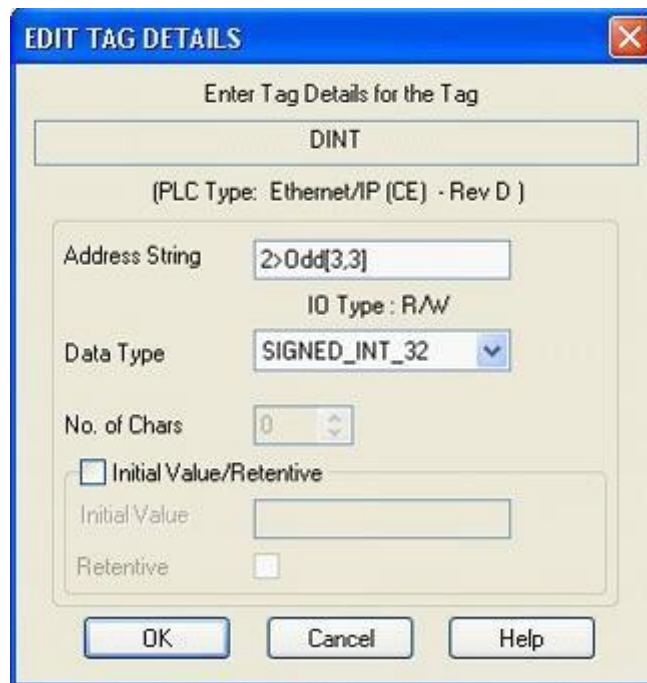 EDIT TAG DETAILS
Enter Tag Details for the Tag
DINT
(PLC Type: Ethernet/IP (CE) - Rev D )
Address String 2>Odd[3,3]
IO Type : R/W
Data Type SIGNED_INT_32
No. of Chars 0
Initial Value/Retentive
Initial Value
Retentive
OK Cancel Help